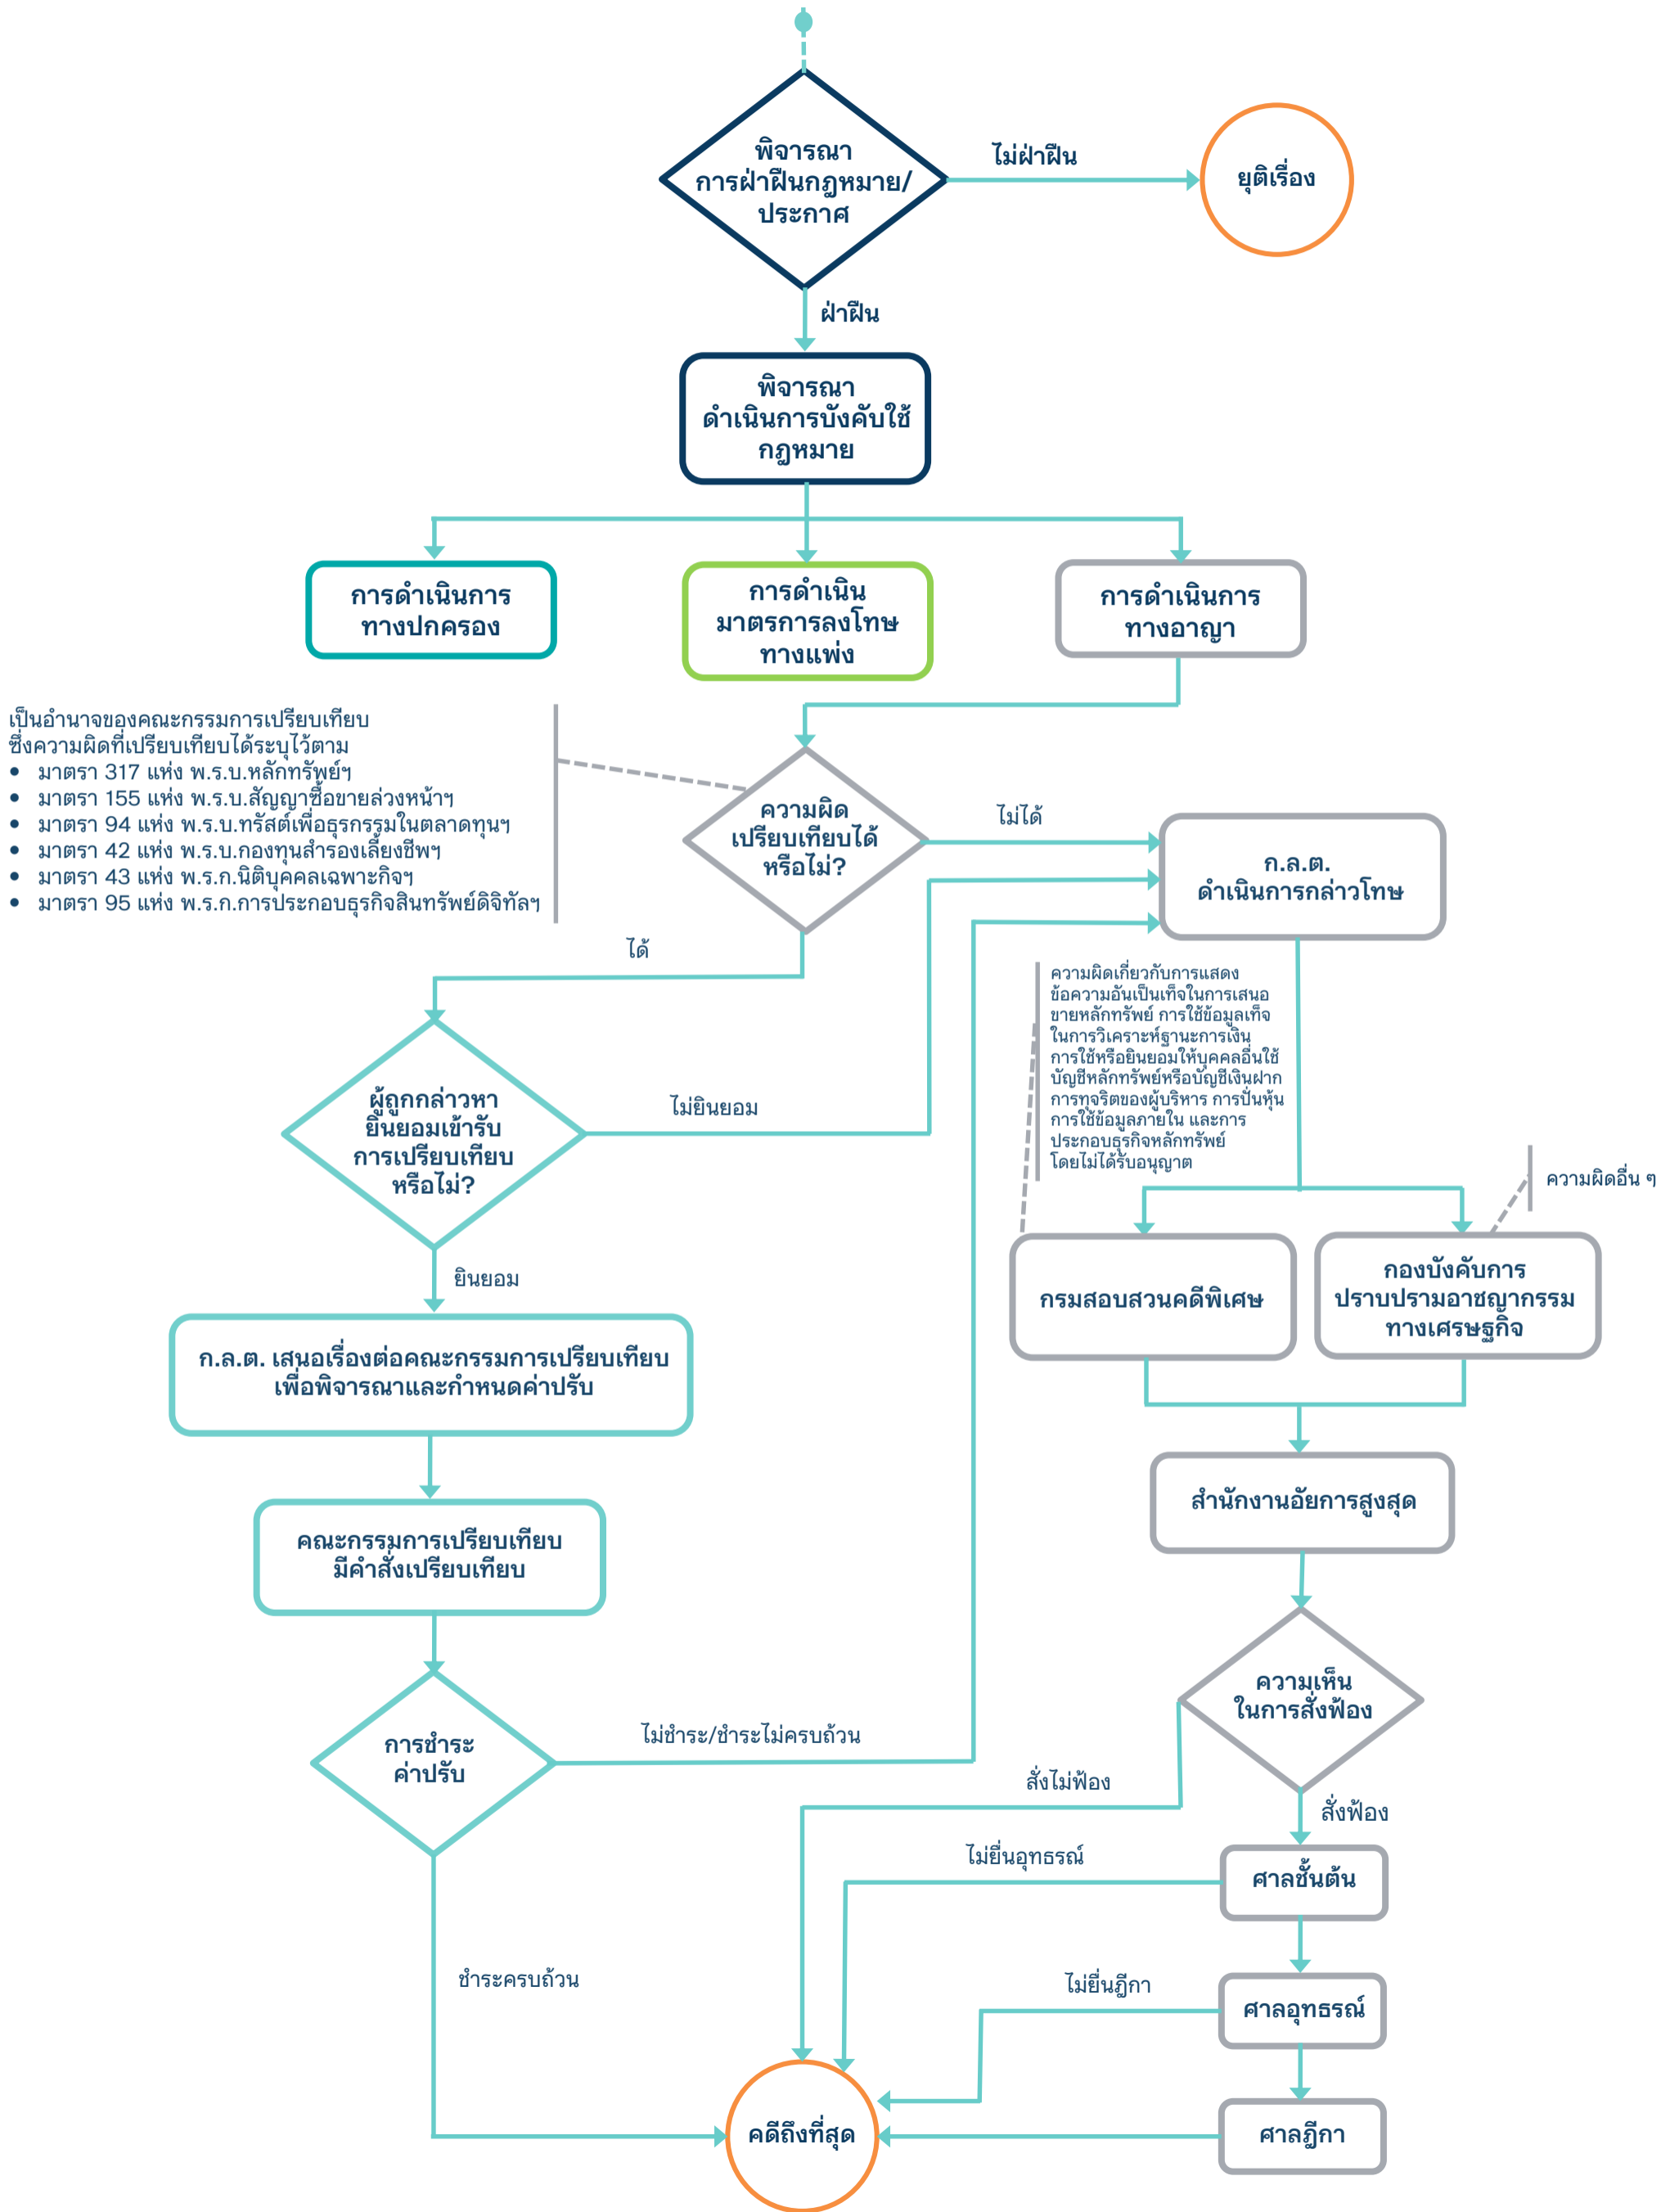 พิจารณา
การฝ่าฝืนกฎหมาย/
ประกาศ
ไม่ฝ่าฝืน
ยุติเรื่อง
ฝ่าฝืน
พิจารณา
ดำเนินการบังคับใช้
กฎหมาย
การดำเนินการ
ทางปกครอง
การดำเนิน
มาตรการลงโทษ
ทางแพ่ง
การดำเนินการ
ทางอาญา
เป็นอำนาจของคณะกรรมการเปรียบเทียบ
ซึ่งความผิดที่เปรียบเทียบได้ระบุไว้ตาม
• มาตรา 317 แห่ง พ.ร.บ.หลักทรัพย์ฯ
• มาตรา 155 แห่ง พ.ร.บ.สัญญาซื้อขายล่วงหน้าฯ
• มาตรา 94 แห่ง พ.ร.บ.ทรัสต์เพื่อธุรกรรมในตลาดทุนฯ
• มาตรา 42 แห่ง พ.ร.บ.กองทุนสำรองเลี้ยงชีพฯ
• มาตรา 43 แห่ง พ.ร.ก.นิติบุคคลเฉพาะกิจฯ
• มาตรา 95 แห่ง พ.ร.ก.การประกอบธุรกิจสินทรัพย์ดิจิทัลฯ
ความผิด
เปรียบเทียบได้
หรือไม่?
ไม่ได้
ก.ล.ต.
ดำเนินการกล่าวโทษ
ได้
ความผิดเกี่ยวกับการแสดง
ข้อความอันเป็นเท็จในการเสนอ
ขายหลักทรัพย์ การใช้ข้อมูลเท็จ
ในการวิเคราะห์ฐานะการเงิน
การใช้หรือยินยอมให้บุคคลอื่นใช้
บัญชีหลักทรัพย์หรือบัญชีเงินฝาก
การทุจริตของผู้บริหาร การปั่นหุ้น
การใช้ข้อมูลภายใน และการ
ประกอบธุรกิจหลักทรัพย์
โดยไม่ได้รับอนุญาต
ผู้ถูกกล่าวหา
ยินยอมเข้ารับ
การเปรียบเทียบ
หรือไม่?
ไม่ยินยอม
ความผิดอื่น ๆ
ยินยอม
กรมสอบสวนคดีพิเศษ
กองบังคับการ
ปราบปรามอาชญากรรม
ทางเศรษฐกิจ
ก.ล.ต. เสนอเรื่องต่อคณะกรรมการเปรียบเทียบ
เพื่อพิจารณาและกำหนดค่าปรับ
สำนักงานอัยการสูงสุด
คณะกรรมการเปรียบเทียบ
มีคำสั่งเปรียบเทียบ
ความเห็น
ในการสั่งฟ้อง
การชำระ
ค่าปรับ
ไม่ชำระ/ชำระไม่ครบถ้วน
สั่งไม่ฟ้อง
สั่งฟ้อง
ไม่ยื่นอุทธรณ์
ศาลชั้นต้น
ชำระครบถ้วน
ไม่ยื่นฎีกา
ศาลอุทธรณ์
คดีถึงที่สุด
ศาลฎีกา